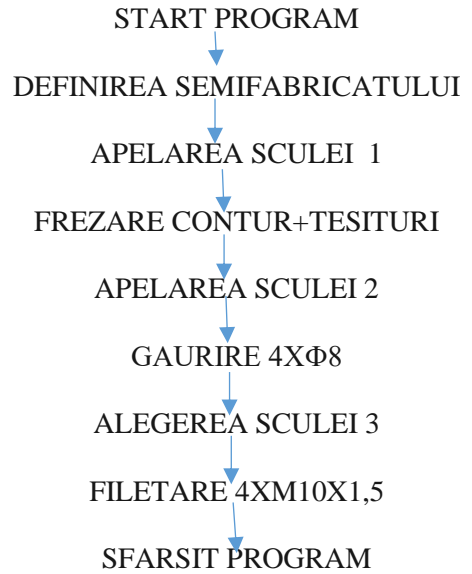 START PROGRAM
DEFINIREA SEMIFABRICATULUI
APELAREA SCULEI 1
FREZARE CONTUR+TESITURI
APELAREA SCULEI 2
GAURIRE 4XΦ8
ALEGEREA SCULEI 3
FILETARE 4XM10X1,5
SFARSIT PROGRAM